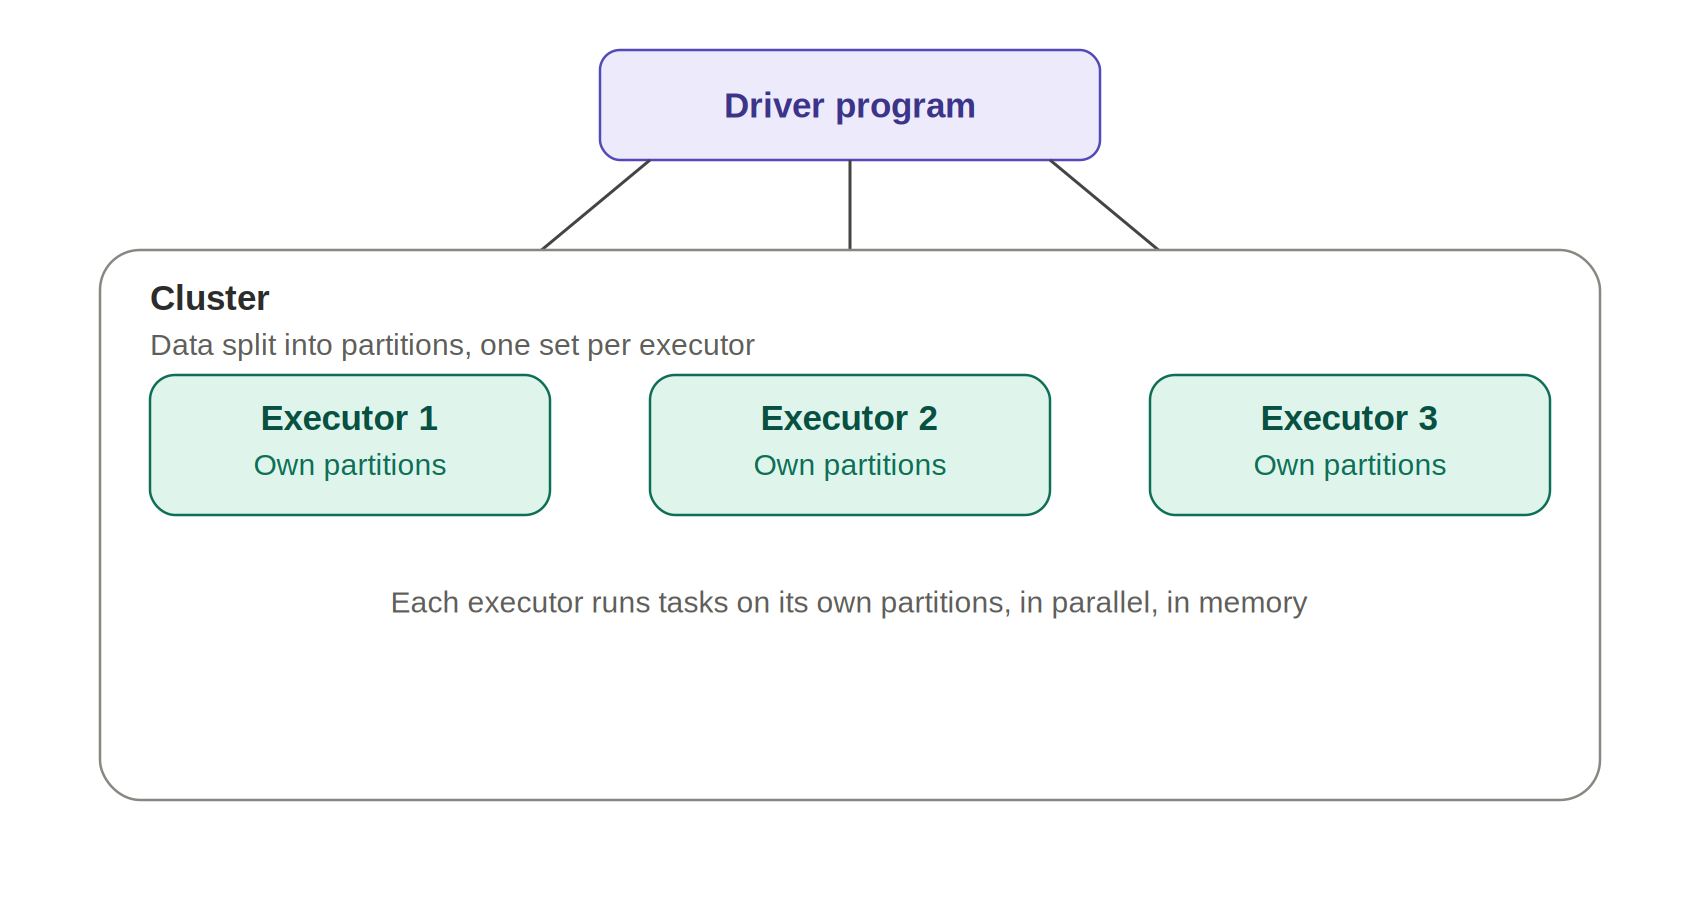 Driver program
Cluster
Data split into partitions, one set per executor
Executor 1
Own partitions
Executor 2
Own partitions
Executor 3
Own partitions
Each executor runs tasks on its own partitions, in parallel, in memory